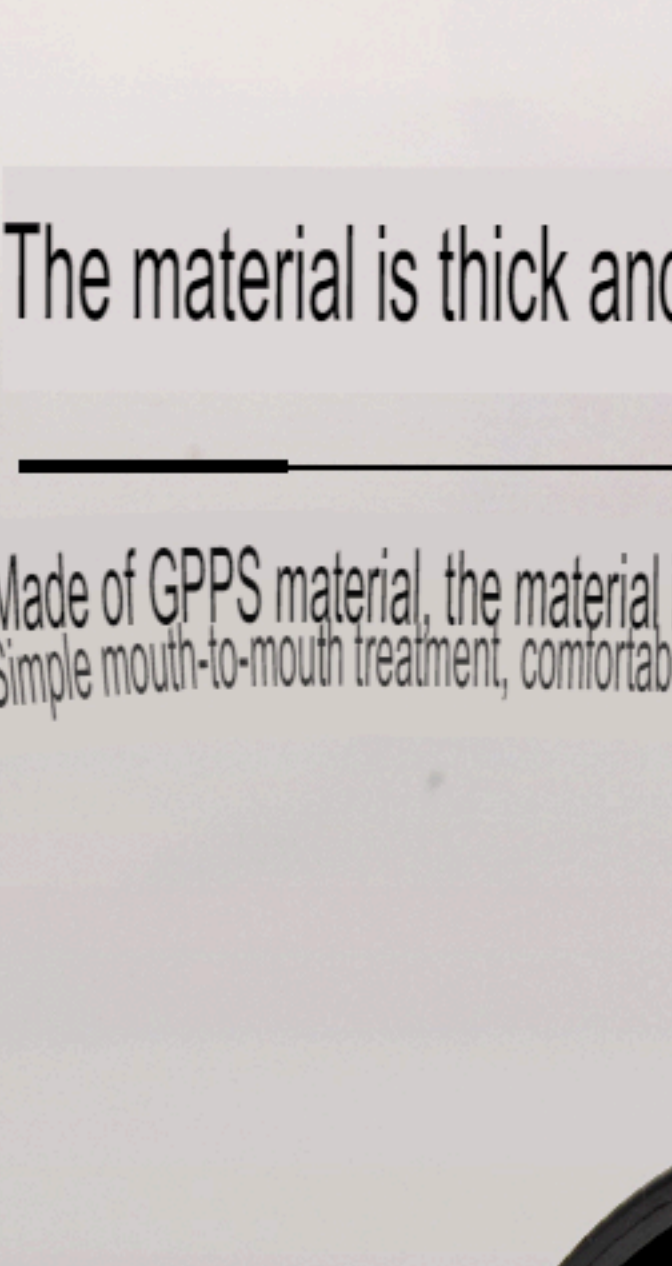 The material is thick and
Made of GPPS material, the material
Simple mouth-to-mouth treatment, comfortab